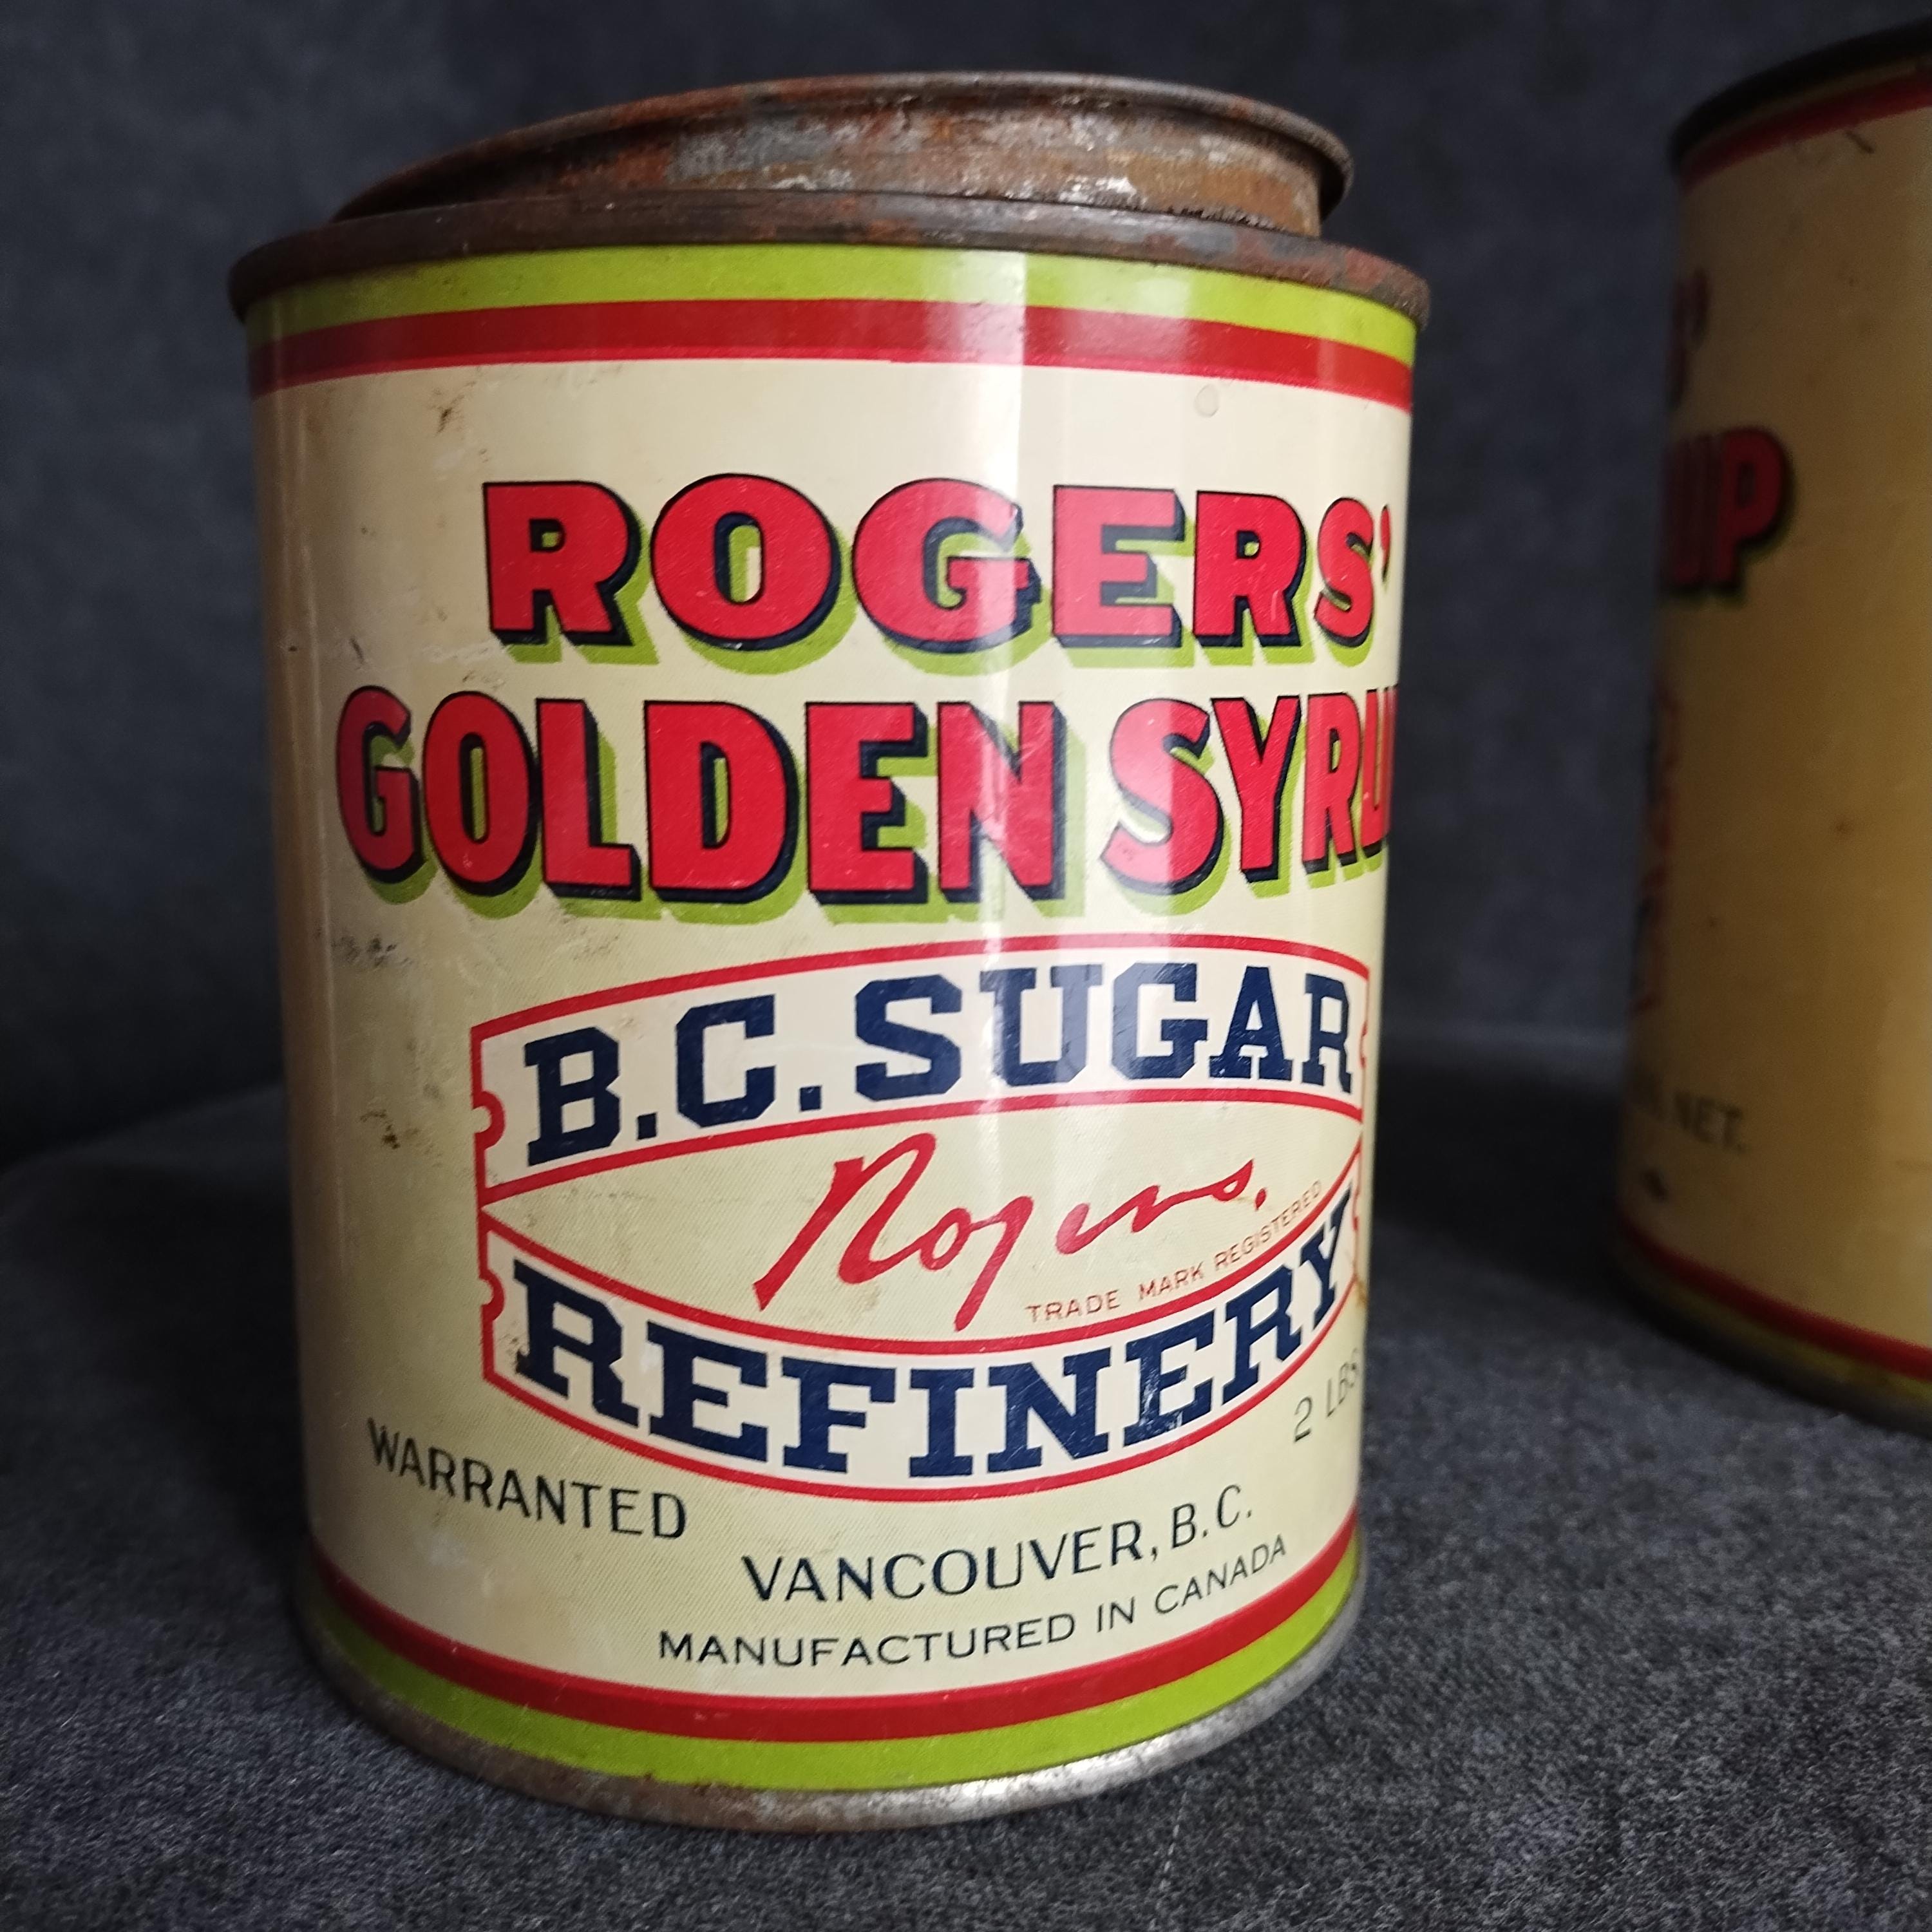 ROGERS'
GOLDEN SYRU
B.C. SUGAR
Rogers.
TRADE MARK REGISTERED
REFINERY
WARRANTED
2 LBS
VANCOUVER, B.C.
MANUFACTURED IN CANADA
UP
NET.